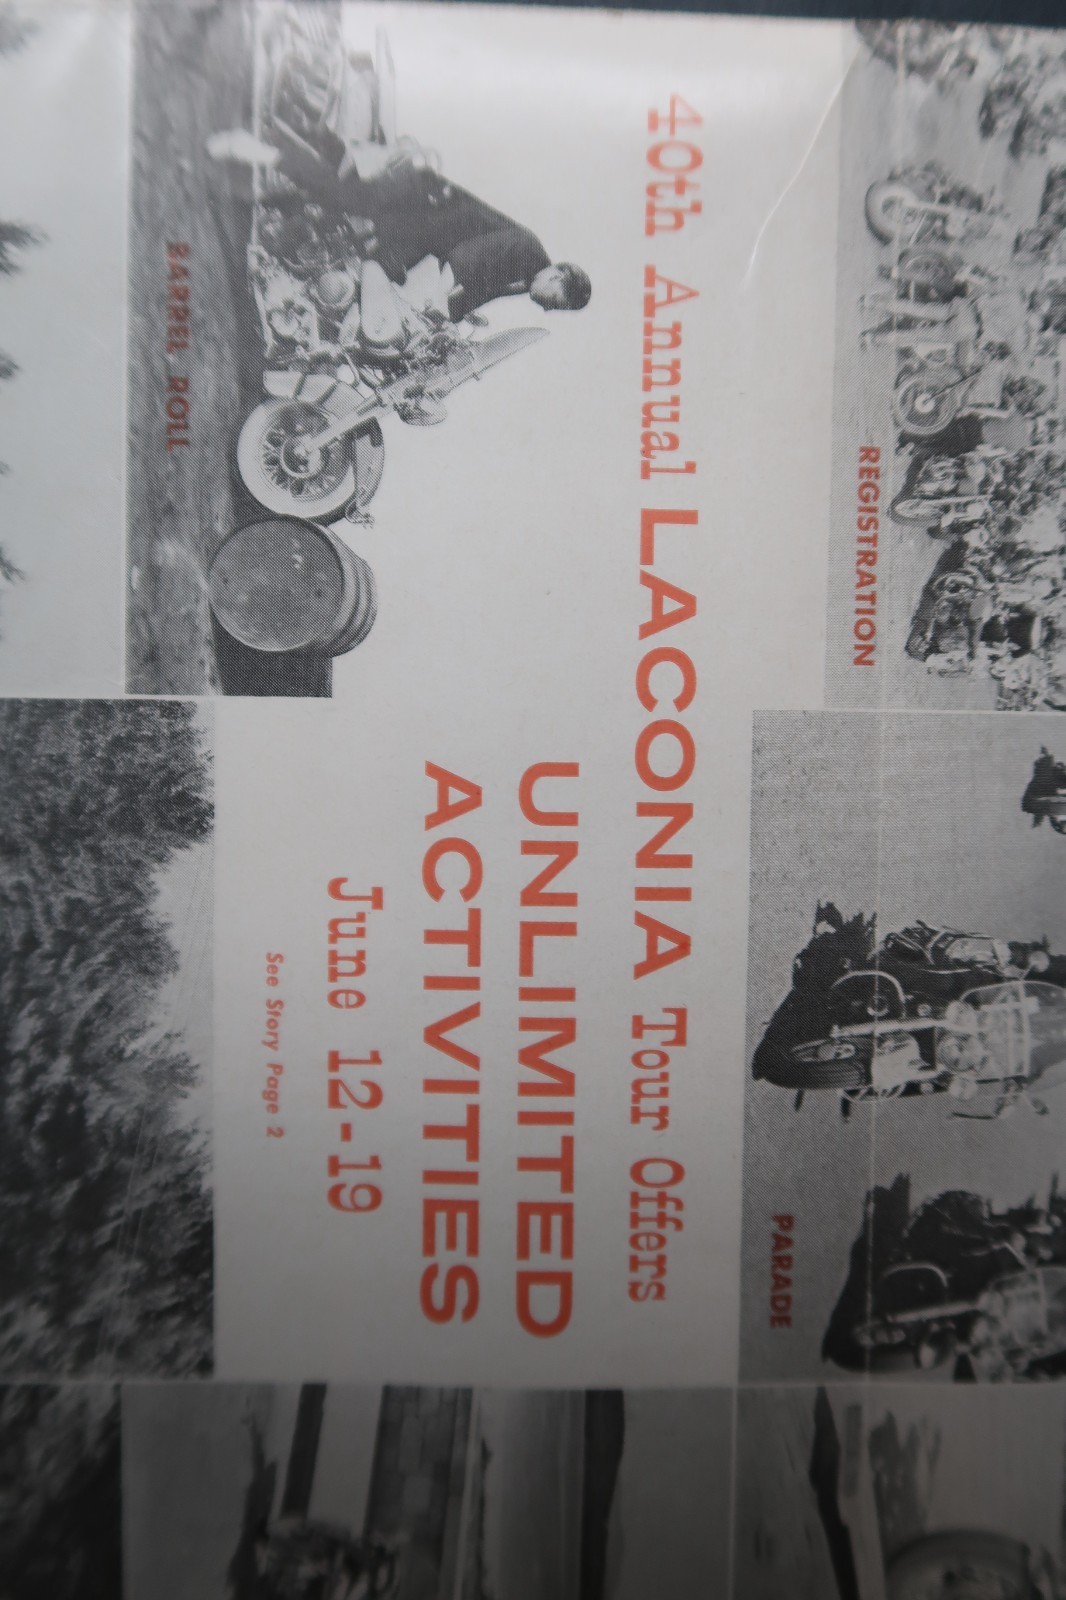 REGISTRATION
PARADE
40th Annual LACONIA Tour Offers
UNLIMITED
ACTIVITIES
June 12-19
See Story Page 2
BARREL ROLL